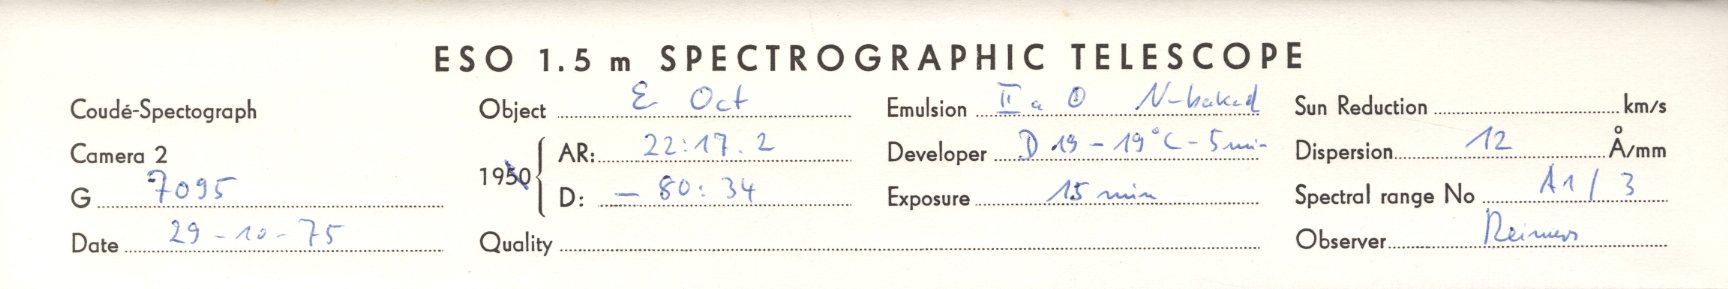 ESO 1.5 m SPECTROGRAPHIC TELESCOPE
Coudé-Spectograph
Camera 2
G 7095
Date 29-10-75
Object ε Oct
1950 AR: 22:17.2
D: – 80:34
Quality
Emulsion II a O N-baked
Developer D 19 – 19°C – 5 min
Exposure 15 min
Sun Reduction km/s
Dispersion 12 Å/mm
Spectral range No A1 / 3
Observer Reimers